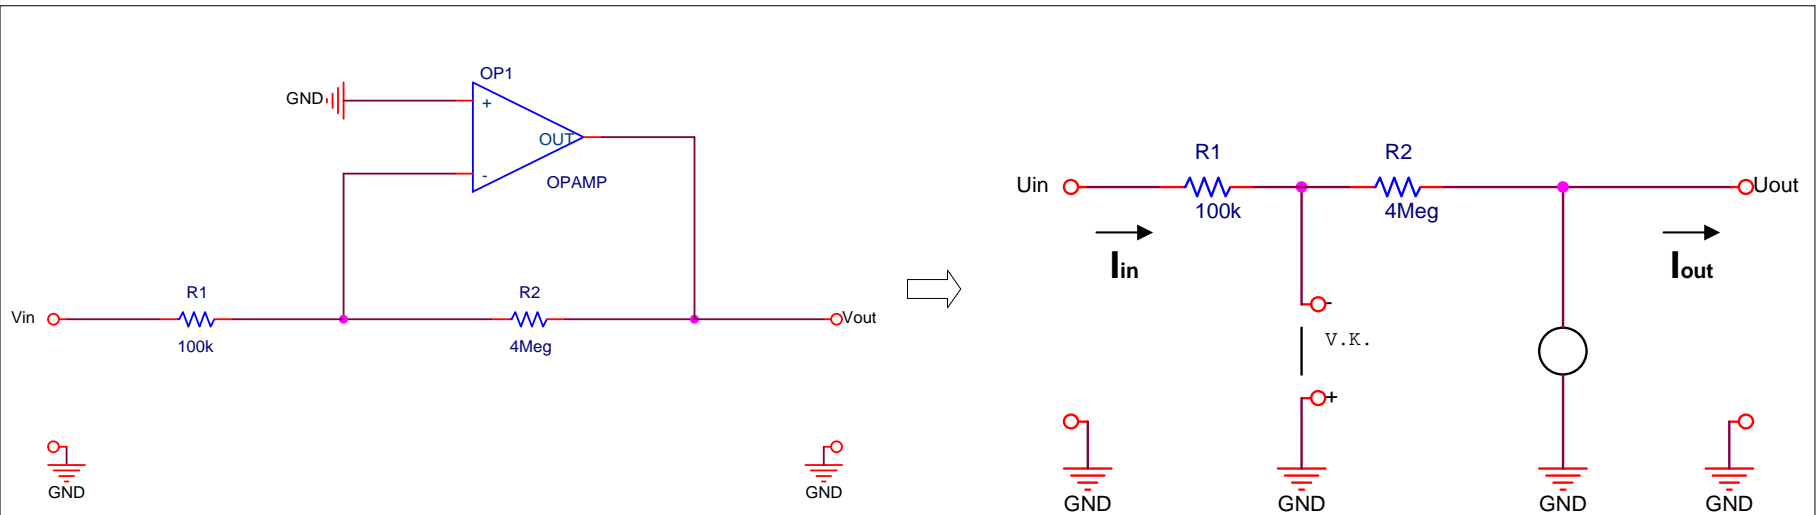 OP1
GND
+
OUT
-
OPAMP
R1
R2
Vin
Vout
100k
4Meg
GND
GND
R1
R2
Uin
Uout
100k
4Meg
Iin
Iout
-
V.K.
+
GND
GND
GND
GND